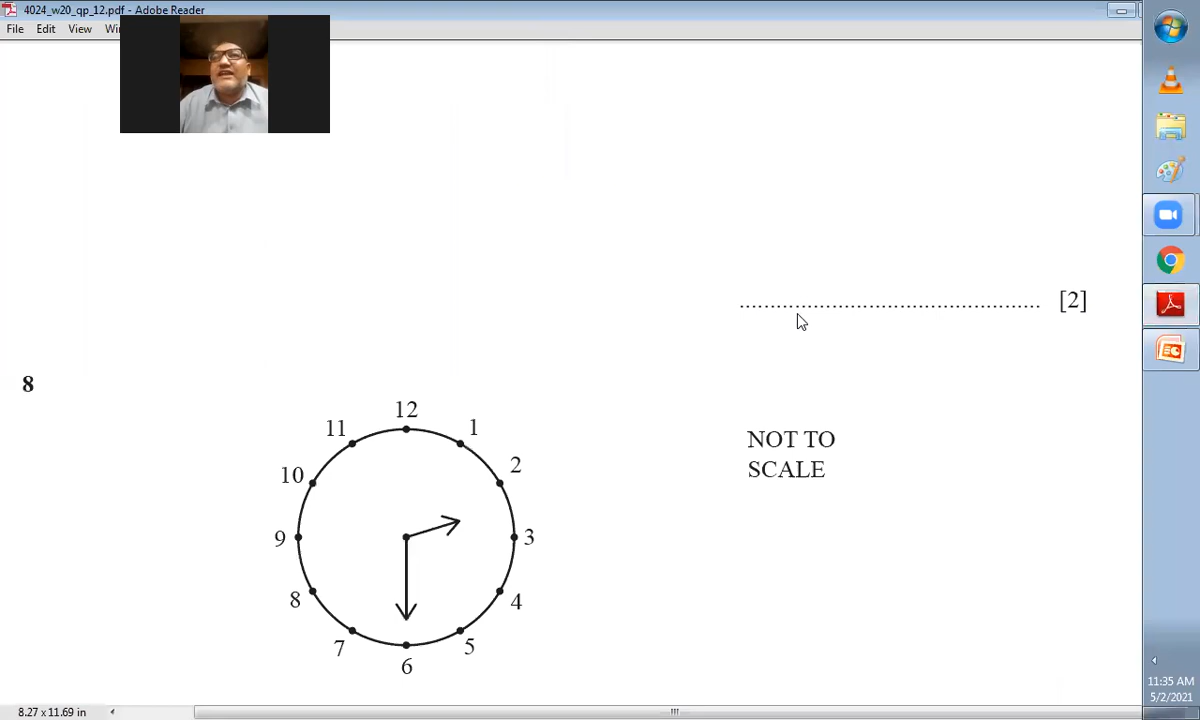 4024_w20_qp_12.pdf - Adobe Reader
File Edit View Wi
[2]
8
12
11 1
10 2
9 3
8 4
7 5
6
NOT TO
SCALE
8.27 x 11.69 in
11:35 AM
5/2/2021